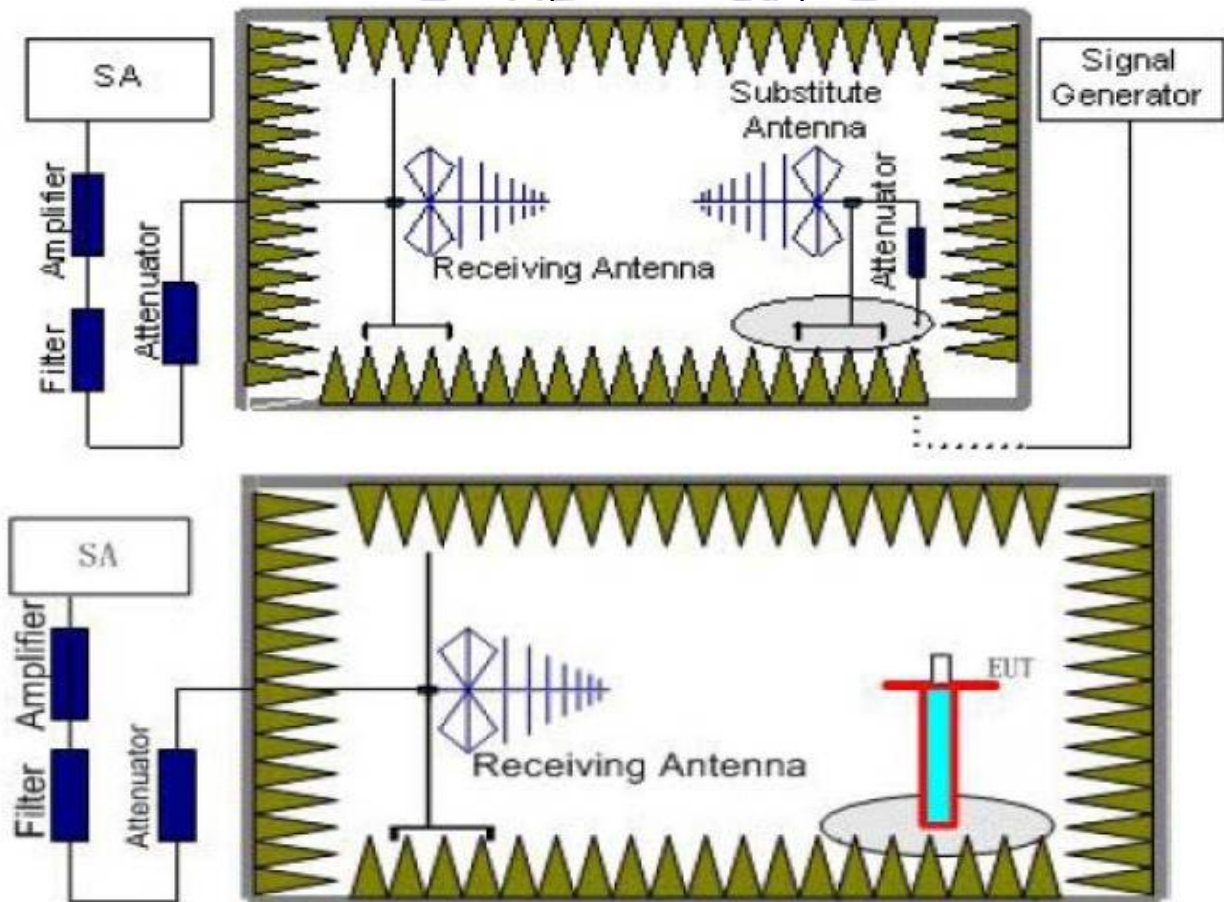 SA
Signal
Generator
Substitute
Antenna
Amplifier
Attenuator
Attenuator
Receiving Antenna
Filter
SA
Amplifier
EUT
Receiving Antenna
Filter
Attenuator